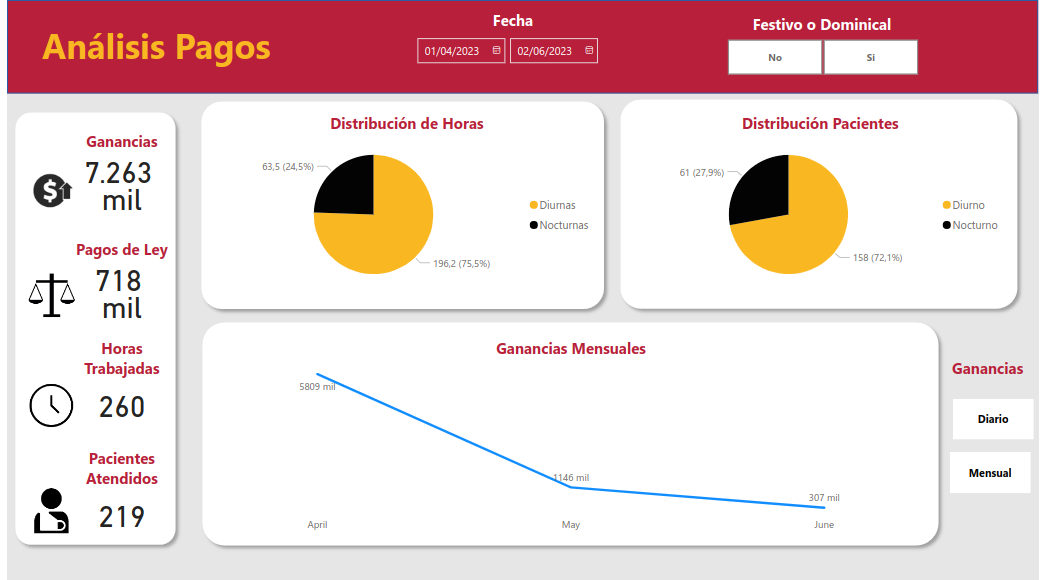 Análisis Pagos
Fecha
01/04/2023
02/06/2023
Festivo o Dominical
No
Si
Ganancias
7.263
mil
Pagos de Ley
718
mil
Horas
Trabajadas
260
Pacientes
Atendidos
219
Distribución de Horas
63,5 (24,5%)
196,2 (75,5%)
Diurnas
Nocturnas
Distribución Pacientes
61 (27,9%)
158 (72,1%)
Diurno
Nocturno
Ganancias Mensuales
5809 mil
1146 mil
307 mil
April
May
June
Ganancias
Diario
Mensual